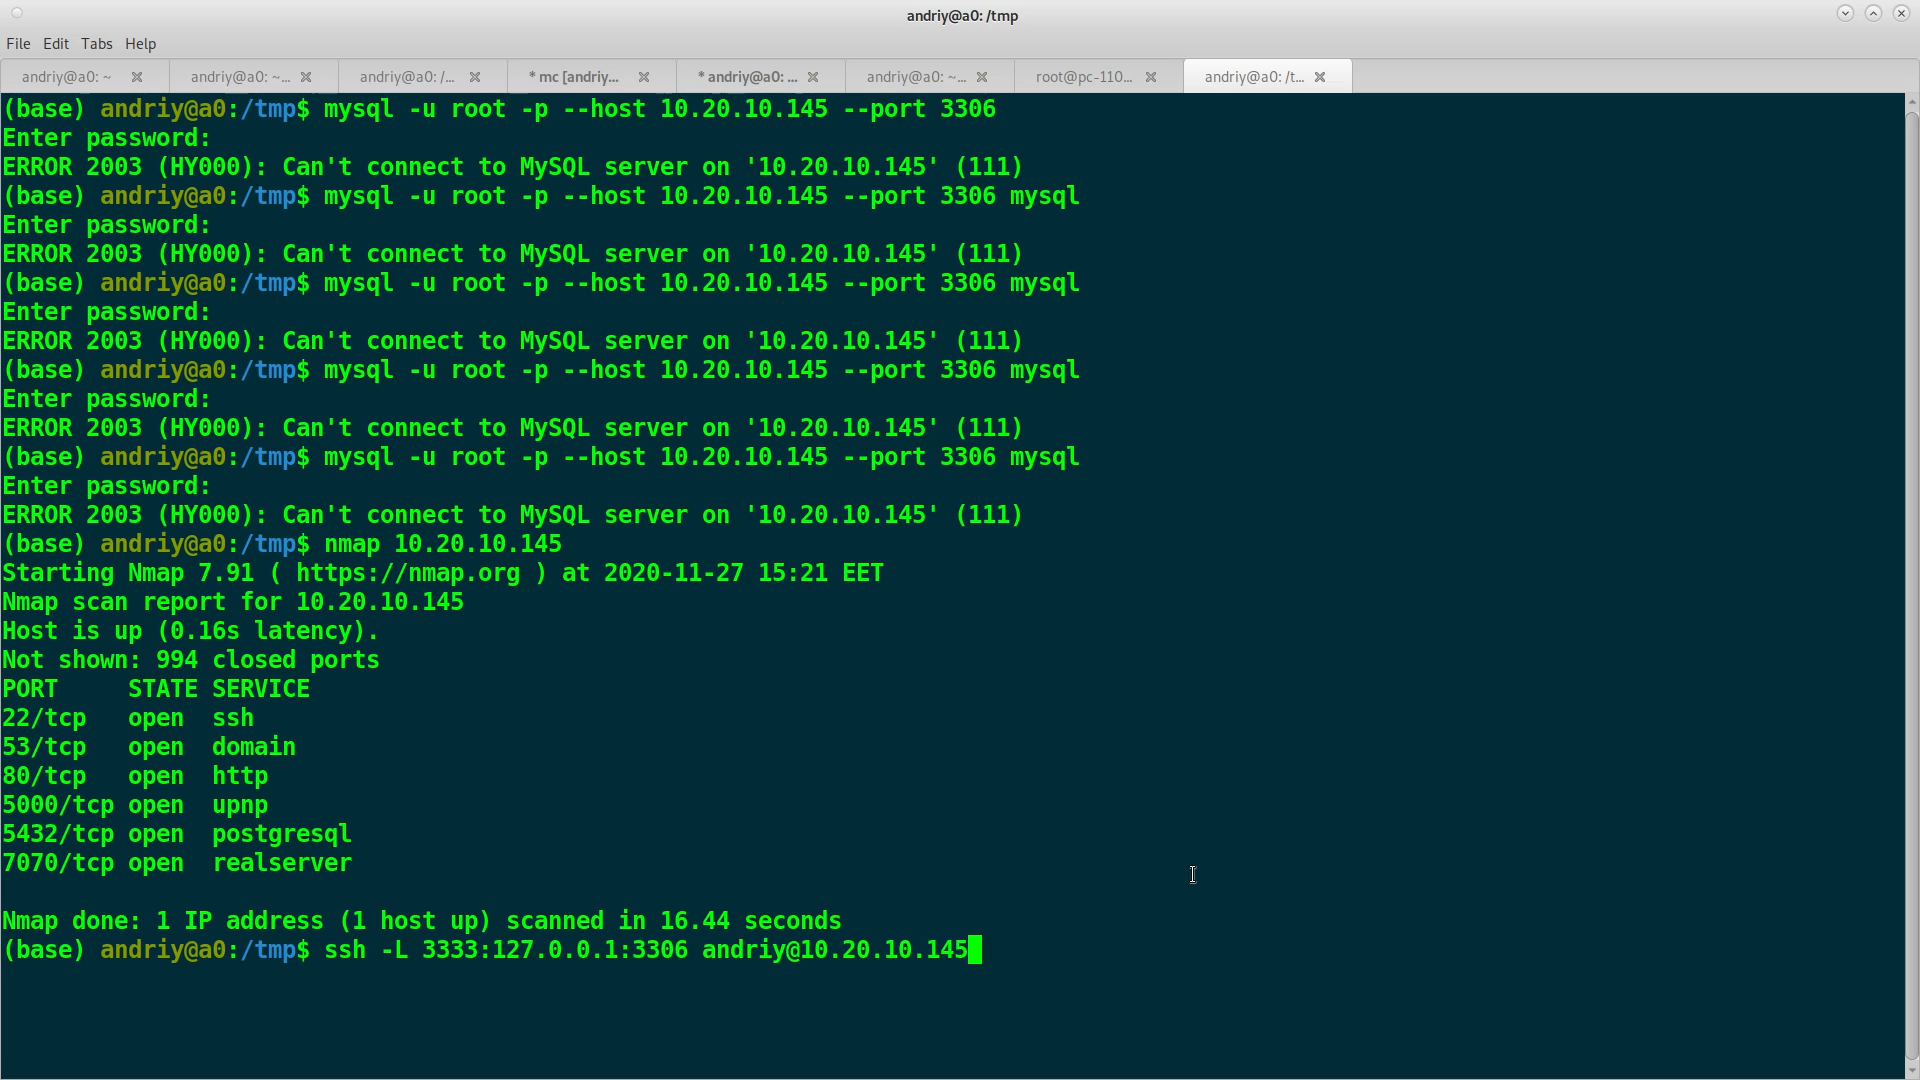 andriy@a0: /tmp
File Edit Tabs Help
andriy@a0: ~ andriy@a0: ~... andriy@a0: /... * mc [andriy... * andriy@a0: ... andriy@a0: ~... root@pc-110... andriy@a0: /t...
(base) andriy@a0:/tmp$ mysql -u root -p --host 10.20.10.145 --port 3306
Enter password:
ERROR 2003 (HY000): Can't connect to MySQL server on '10.20.10.145' (111)
(base) andriy@a0:/tmp$ mysql -u root -p --host 10.20.10.145 --port 3306 mysql
Enter password:
ERROR 2003 (HY000): Can't connect to MySQL server on '10.20.10.145' (111)
(base) andriy@a0:/tmp$ mysql -u root -p --host 10.20.10.145 --port 3306 mysql
Enter password:
ERROR 2003 (HY000): Can't connect to MySQL server on '10.20.10.145' (111)
(base) andriy@a0:/tmp$ mysql -u root -p --host 10.20.10.145 --port 3306 mysql
Enter password:
ERROR 2003 (HY000): Can't connect to MySQL server on '10.20.10.145' (111)
(base) andriy@a0:/tmp$ mysql -u root -p --host 10.20.10.145 --port 3306 mysql
Enter password:
ERROR 2003 (HY000): Can't connect to MySQL server on '10.20.10.145' (111)
(base) andriy@a0:/tmp$ nmap 10.20.10.145
Starting Nmap 7.91 ( https://nmap.org ) at 2020-11-27 15:21 EET
Nmap scan report for 10.20.10.145
Host is up (0.16s latency).
Not shown: 994 closed ports
PORT     STATE SERVICE
22/tcp   open  ssh
53/tcp   open  domain
80/tcp   open  http
5000/tcp open  upnp
5432/tcp open  postgresql
7070/tcp open  realserver
Nmap done: 1 IP address (1 host up) scanned in 16.44 seconds
(base) andriy@a0:/tmp$ ssh -L 3333:127.0.0.1:3306 andriy@10.20.10.145